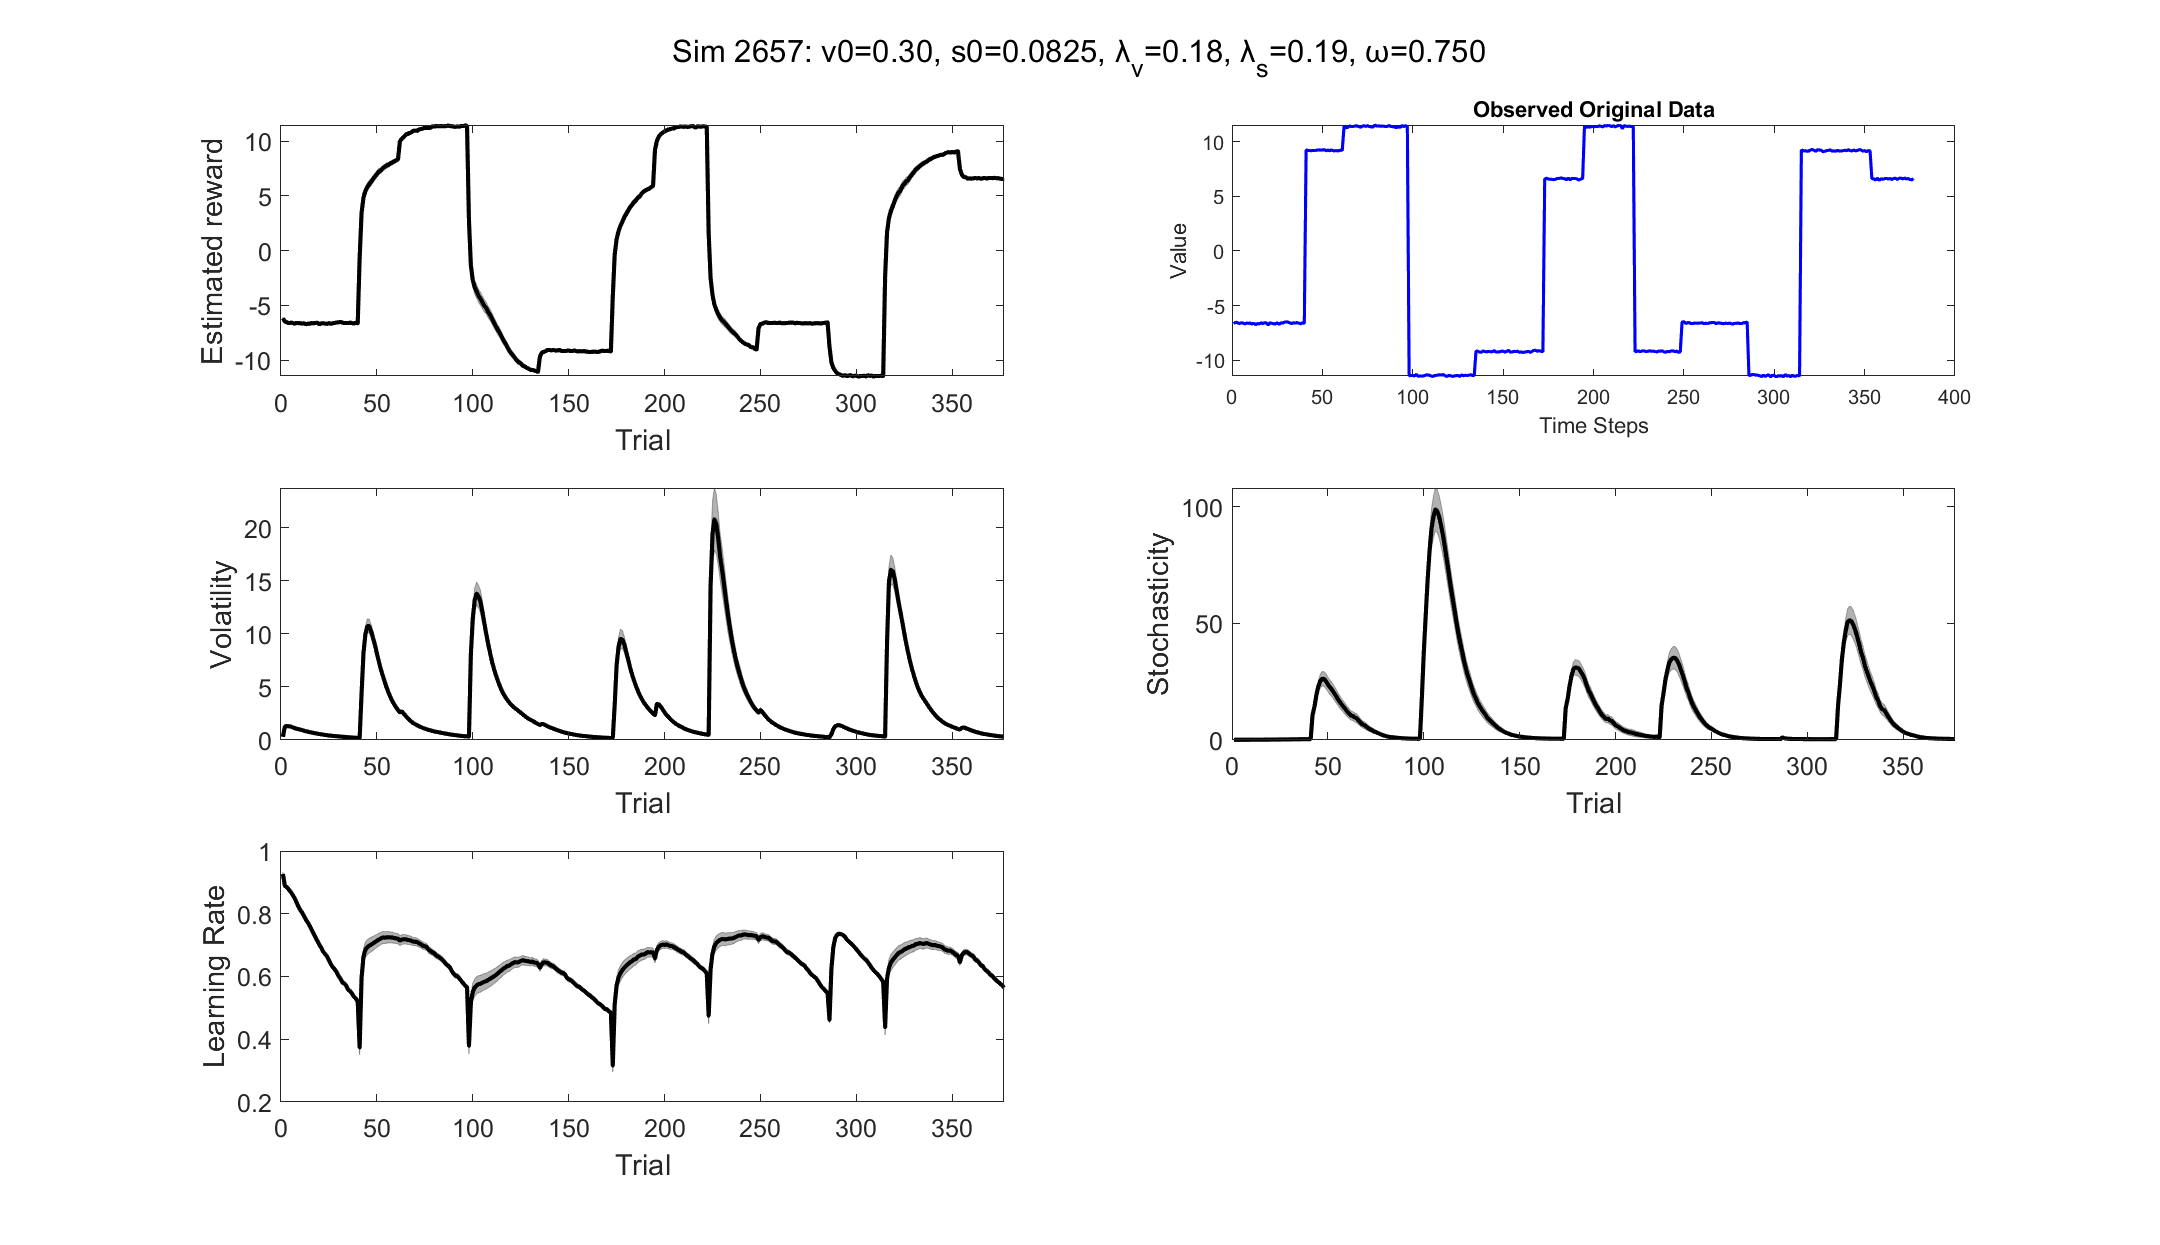 Sim 2657: v0=0.30, s0=0.0825, λ_v=0.18, λ_s=0.19, ω=0.750
Estimated reward
10
5
0
-5
-10
0 50 100 150 200 250 300 350
Trial
Observed Original Data
Value
10
5
0
-5
-10
0 50 100 150 200 250 300 350 400
Time Steps
Volatility
20
15
10
5
0
0 50 100 150 200 250 300 350
Trial
Stochasticity
100
50
0
0 50 100 150 200 250 300 350
Trial
Learning Rate
1
0.8
0.6
0.4
0.2
0 50 100 150 200 250 300 350
Trial